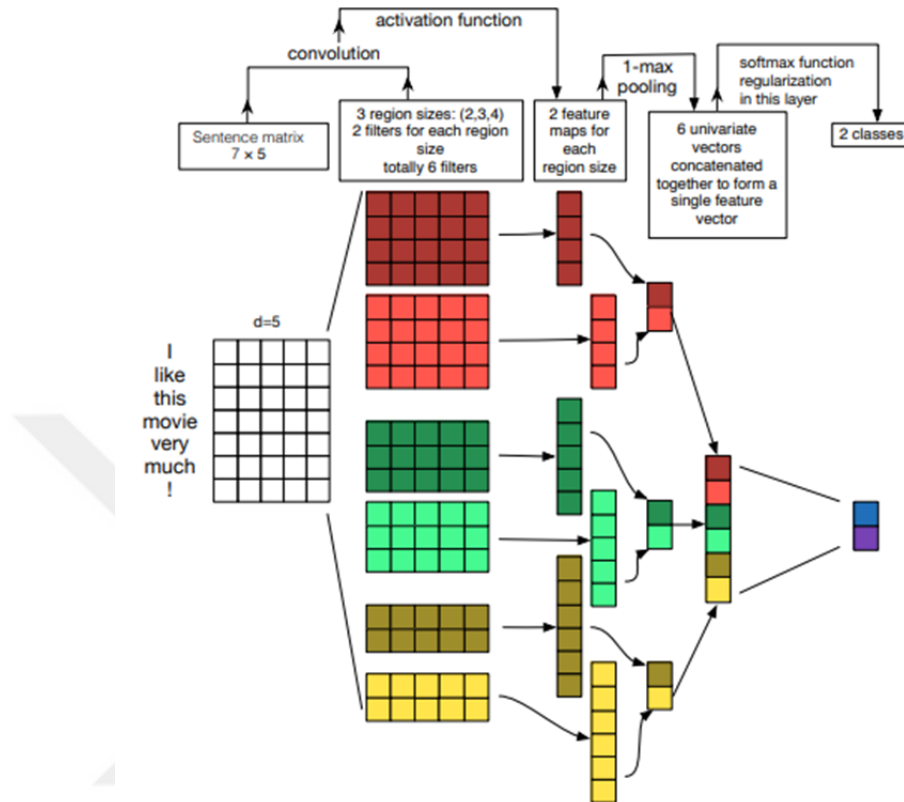 activation function
convolution
1-max
pooling
softmax function
regularization
in this layer
Sentence matrix
7 × 5
3 region sizes: (2,3,4)
2 filters for each region
size
totally 6 filters
2 feature
maps for
each
region size
6 univariate
vectors
concatenated
together to form a
single feature
vector
2 classes
d=5
I
like
this
movie
very
much
!